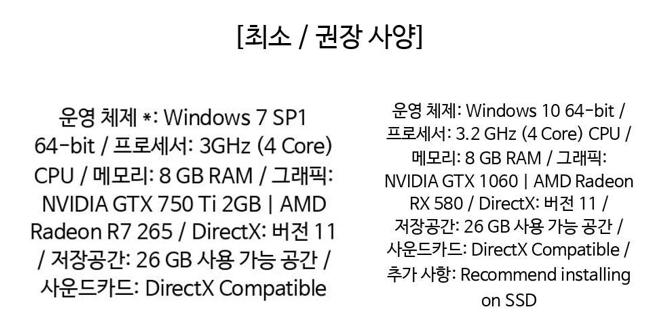 [최소 / 권장 사양]
운영 체제 *: Windows 7 SP1
64-bit / 프로세서: 3GHz (4 Core)
CPU / 메모리: 8 GB RAM / 그래픽:
NVIDIA GTX 750 Ti 2GB | AMD
Radeon R7 265 / DirectX: 버전 11
/ 저장공간: 26 GB 사용 가능 공간 /
사운드카드: DirectX Compatible
운영 체제: Windows 10 64-bit /
프로세서: 3.2 GHz (4 Core) CPU /
메모리: 8 GB RAM / 그래픽:
NVIDIA GTX 1060 | AMD Radeon
RX 580 / DirectX: 버전 11 /
저장공간: 26 GB 사용 가능 공간 /
사운드카드: DirectX Compatible /
추가 사항: Recommend installing
on SSD